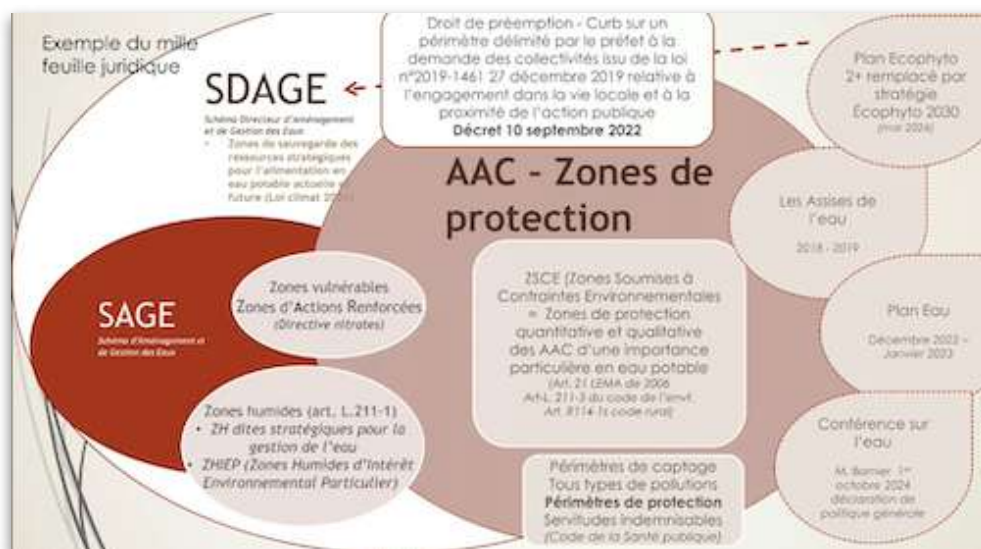 Exemple du mille
feuille juridique
SDAGE
Schéma Directeur d'Aménagement
et de Gestion des Eaux
• Zones de sauvegarde des
ressources stratégiques
pour l'alimentation en
eau potable actuelle
future (Loi climat
Droit de préemption - Curb sur un
périmètre délimité par le préfet à la
demande des collectivités issu de la loi
n°2019-1461 27 décembre 2019 relative à
l'engagement dans la vie locale et à la
proximité de l'action publique
Décret 10 septembre 2022
AAC - Zones de
protection
SAGE
Schéma d'Aménagement et
de Gestion des Eaux
Zones vulnérables
Zones d'Actions Renforcées
(Directive nitrates)
Zones humides (art. L.211-1)
• ZH dites stratégiques pour la
gestion de l'eau
• ZHIEP (Zones Humides d'Intérêt
Environnemental Particulier)
ZSCE (Zones Soumises à
Contraintes Environnementales
= Zones de protection
quantitative et qualitative
des AAC d'une importance
particulière en eau potable
(Art. 21 LEMA de 2006
Art-L. 211-3 du code de l'envt.
Art. R114-1s code rural)
Périmètres de captage
Tous types de pollutions
Périmètres de protection
Servitudes indemnisables
(Code de la Santé publique)
Plan Ecophyto
2+ remplacé par
stratégie
Ecophyto 2030
(mai 2024)
Les Assises de
l'eau
2018 - 2019
Plan Eau
Décembre 2022 –
Janvier 2023
Conférence sur
l'eau
M. Barnier 1er
octobre 2024
déclaration de
politique générale